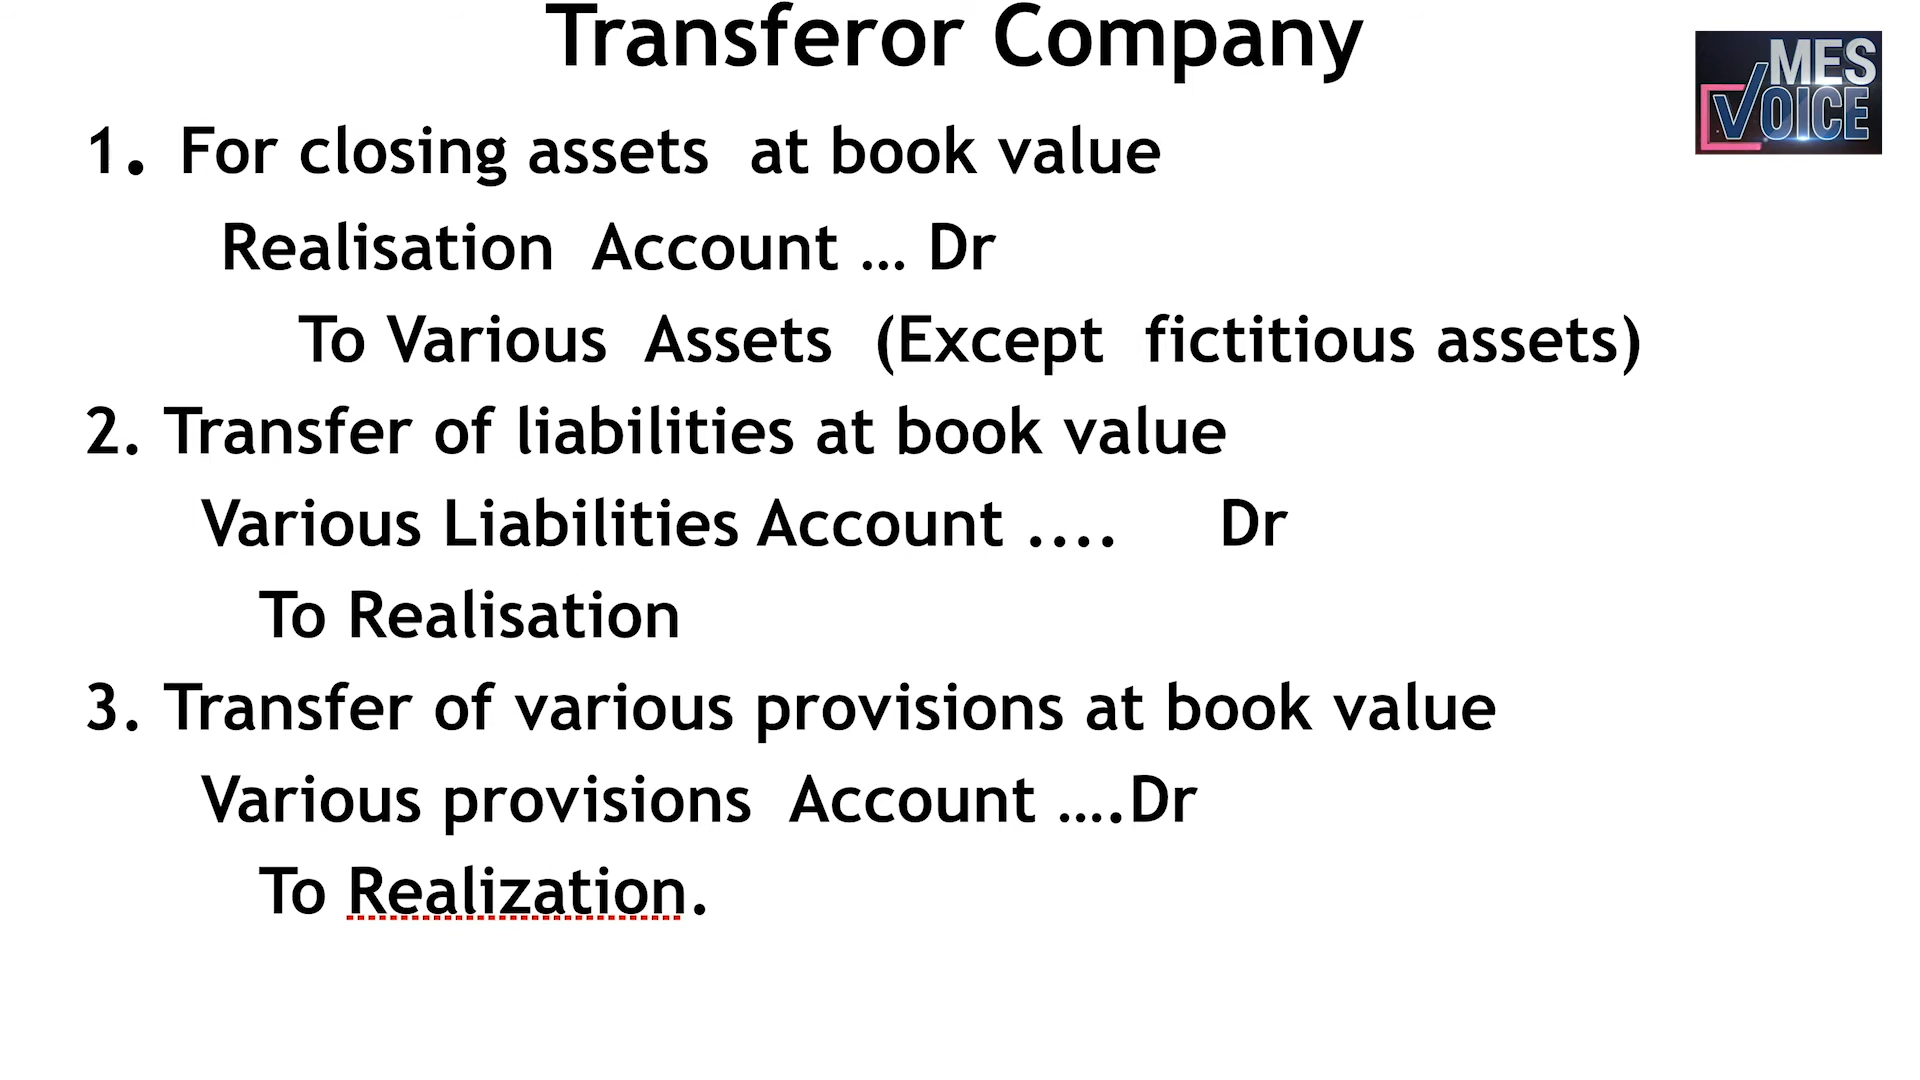 Transferor Company
MES
VOICE
1. For closing assets at book value
Realisation Account ... Dr
To Various Assets (Except fictitious assets)
2. Transfer of liabilities at book value
Various Liabilities Account .... Dr
To Realisation
3. Transfer of various provisions at book value
Various provisions Account ....Dr
To Realization.